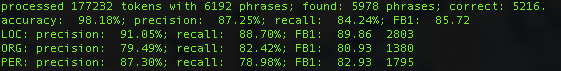 processed 177232 tokens with 6192 phrases; found: 5978 phrases; correct: 5216.
accuracy:  98.18%; precision:  87.25%; recall:  84.24%; FB1:  85.72
LOC: precision:  91.05%; recall:  88.70%; FB1:  89.86  2803
ORG: precision:  79.49%; recall:  82.42%; FB1:  80.93  1380
PER: precision:  87.30%; recall:  78.98%; FB1:  82.93  1795